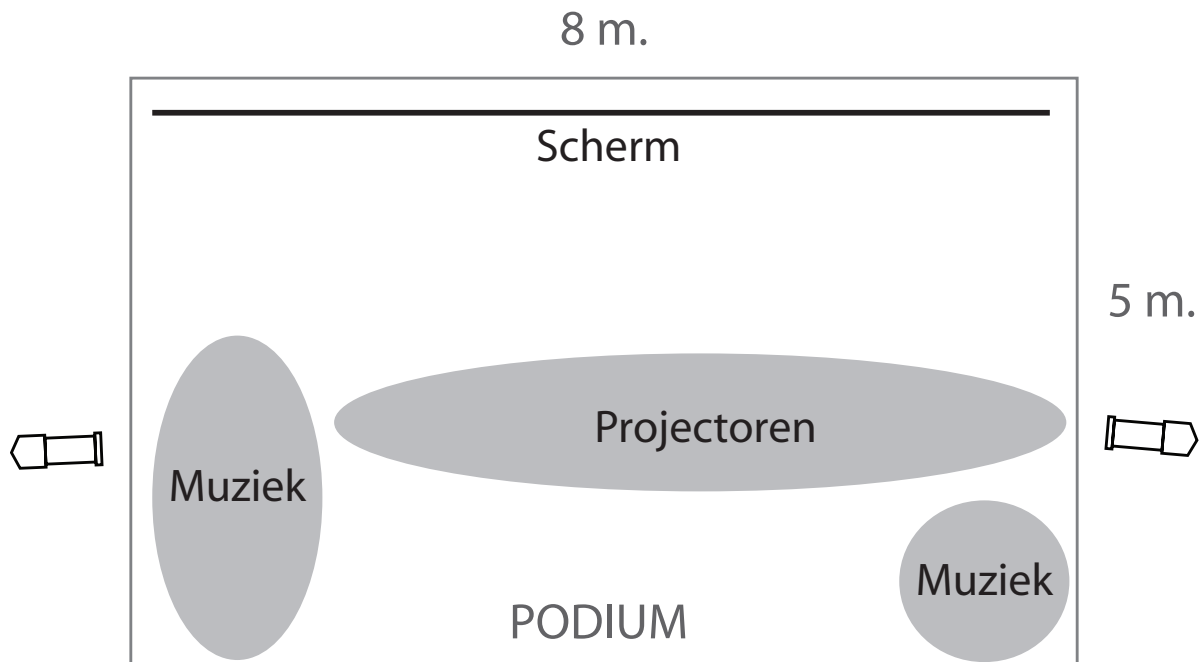 8 m.
Scherm
5 m.
Projectoren
Muziek
Muziek
PODIUM